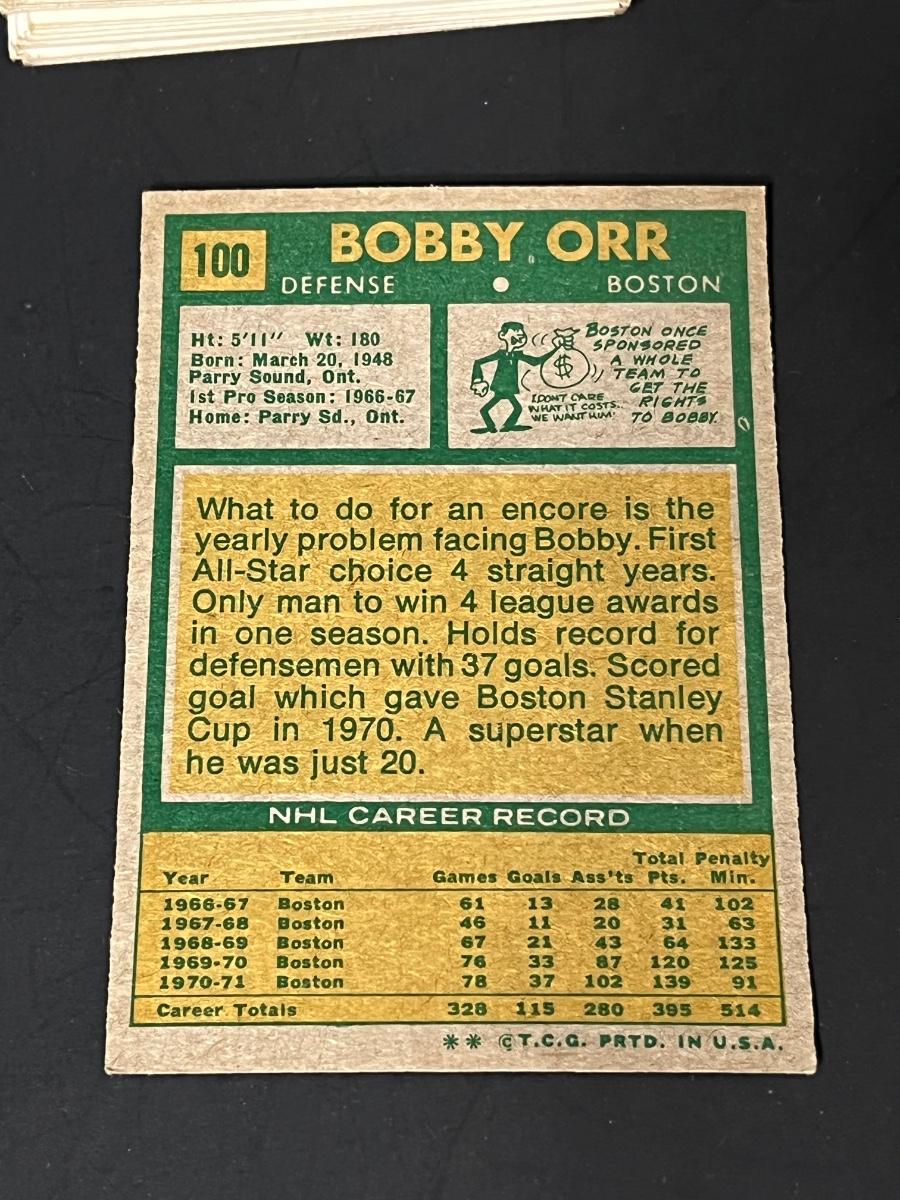 100
BOBBY ORR
DEFENSE
BOSTON
Ht: 5'11" Wt: 180
Born: March 20, 1948
Parry Sound, Ont.
1st Pro Season: 1966-67
Home: Parry Sd., Ont.
$
I DON'T CARE
WHAT IT COSTS..
WE WANT HIM!
BOSTON ONCE
SPONSORED
A WHOLE
TEAM TO
GET THE
RIGHTS
TO BOBBY.
What to do for an encore is the
yearly problem facing Bobby. First
All-Star choice 4 straight years.
Only man to win 4 league awards
in one season. Holds record for
defensemen with 37 goals. Scored
goal which gave Boston Stanley
Cup in 1970. A superstar when
he was just 20.
NHL CAREER RECORD
Year Team Games Goals Ass'ts Total Pts. Penalty Min.
1966-67 Boston 61 13 28 41 102
1967-68 Boston 46 11 20 31 63
1968-69 Boston 67 21 43 64 133
1969-70 Boston 76 33 87 120 125
1970-71 Boston 78 37 102 139 91
Career Totals 328 115 280 395 514
** ©T.C.G. PRTD. IN U.S.A.